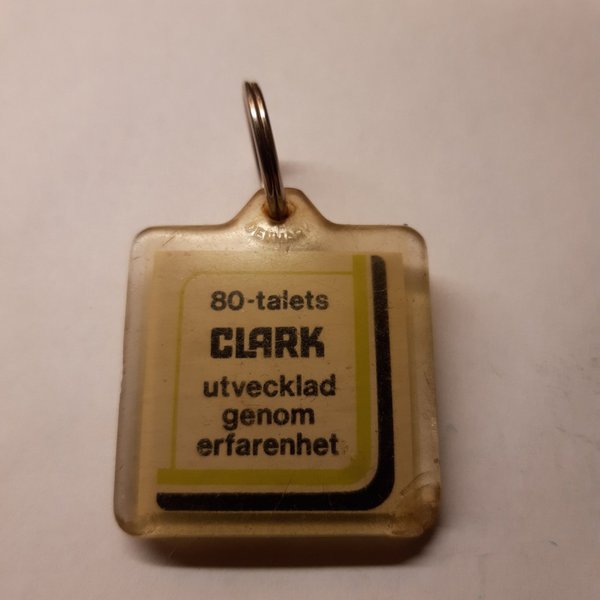 80-talets
CLARK
utvecklad
genom
erfarenhet